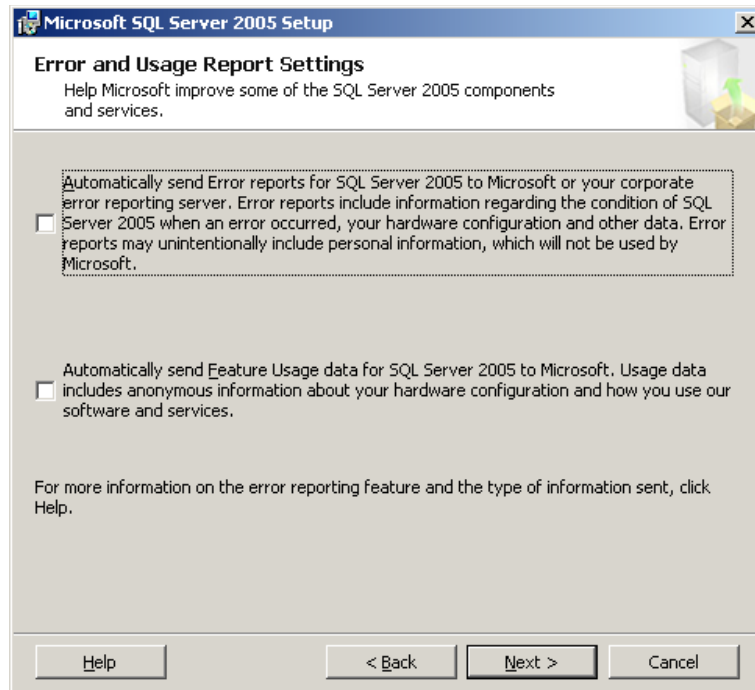 Microsoft SQL Server 2005 Setup
Error and Usage Report Settings
Help Microsoft improve some of the SQL Server 2005 components
and services.
Automatically send Error reports for SQL Server 2005 to Microsoft or your corporate
error reporting server. Error reports include information regarding the condition of SQL
Server 2005 when an error occurred, your hardware configuration and other data. Error
reports may unintentionally include personal information, which will not be used by
Microsoft.
Automatically send Feature Usage data for SQL Server 2005 to Microsoft. Usage data
includes anonymous information about your hardware configuration and how you use our
software and services.
For more information on the error reporting feature and the type of information sent, click
Help.
Help < Back Next > Cancel